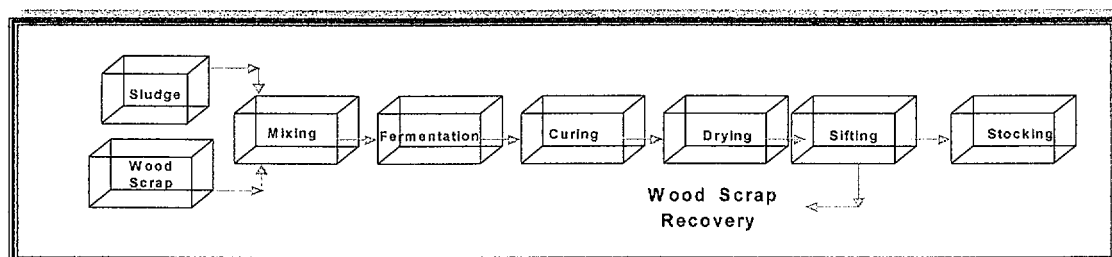 Sludge
Wood
Scrap
Mixing
Fermentation
Curing
Drying
Sifting
Stocking
Wood Scrap
Recovery